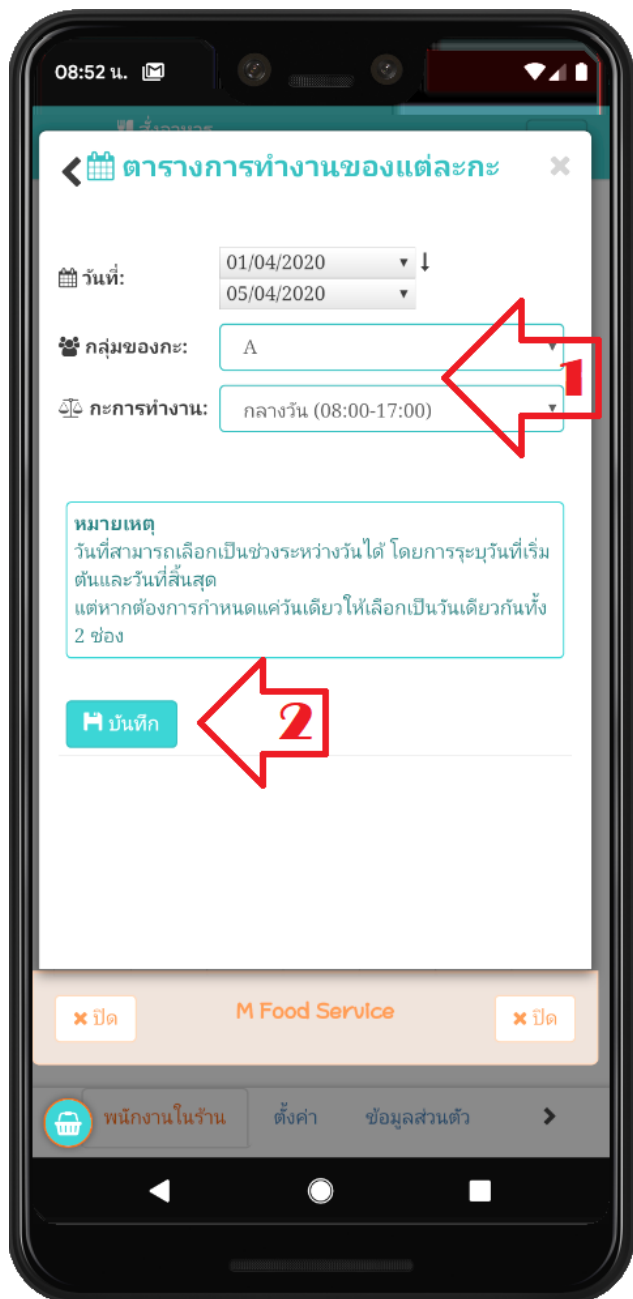 08:52 น.
สั่งอาหาร
ตารางการทำงานของแต่ละกะ ×
วันที่: 01/04/2020
05/04/2020
กลุ่มของกะ: A
1
กะการทำงาน: กลางวัน (08:00-17:00)
หมายเหตุ
วันที่สามารถเลือกเป็นช่วงระหว่างวันได้ โดยการระบุวันที่เริ่ม
ต้นและวันที่สิ้นสุด
แต่หากต้องการกำหนดแค่วันเดียวให้เลือกเป็นวันเดียวกันทั้ง
2 ช่อง
บันทึก 2
ปิด M Food Service ปิด
พนักงานในร้าน ตั้งค่า ข้อมูลส่วนตัว